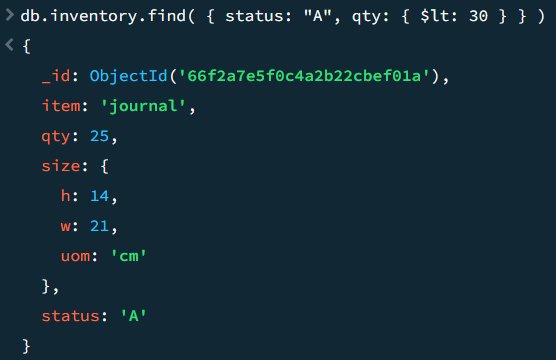 > db.inventory.find( { status: "A", qty: { $lt: 30 } } )
< {
_id: ObjectId('66f2a7e5f0c4a2b22cbef01a'),
item: 'journal',
qty: 25,
size: {
h: 14,
w: 21,
uom: 'cm'
},
status: 'A'
}